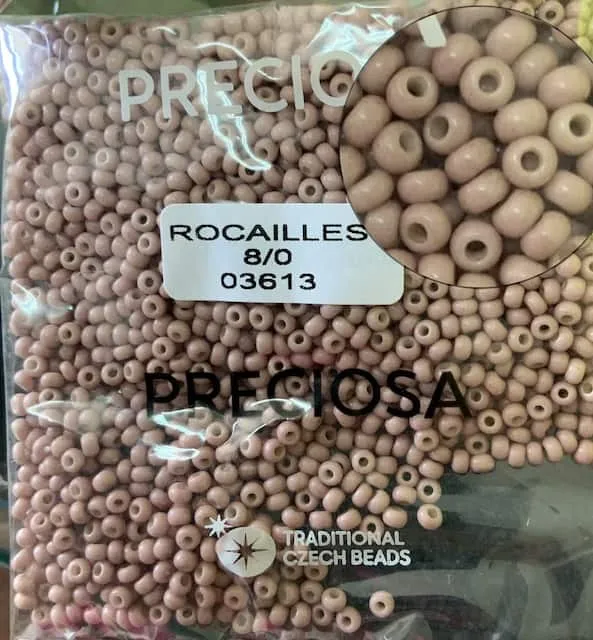 PRECIO
ROCAILLES
8/0
03613
PRECIOSA
TRADITIONAL
CZECH BEADS